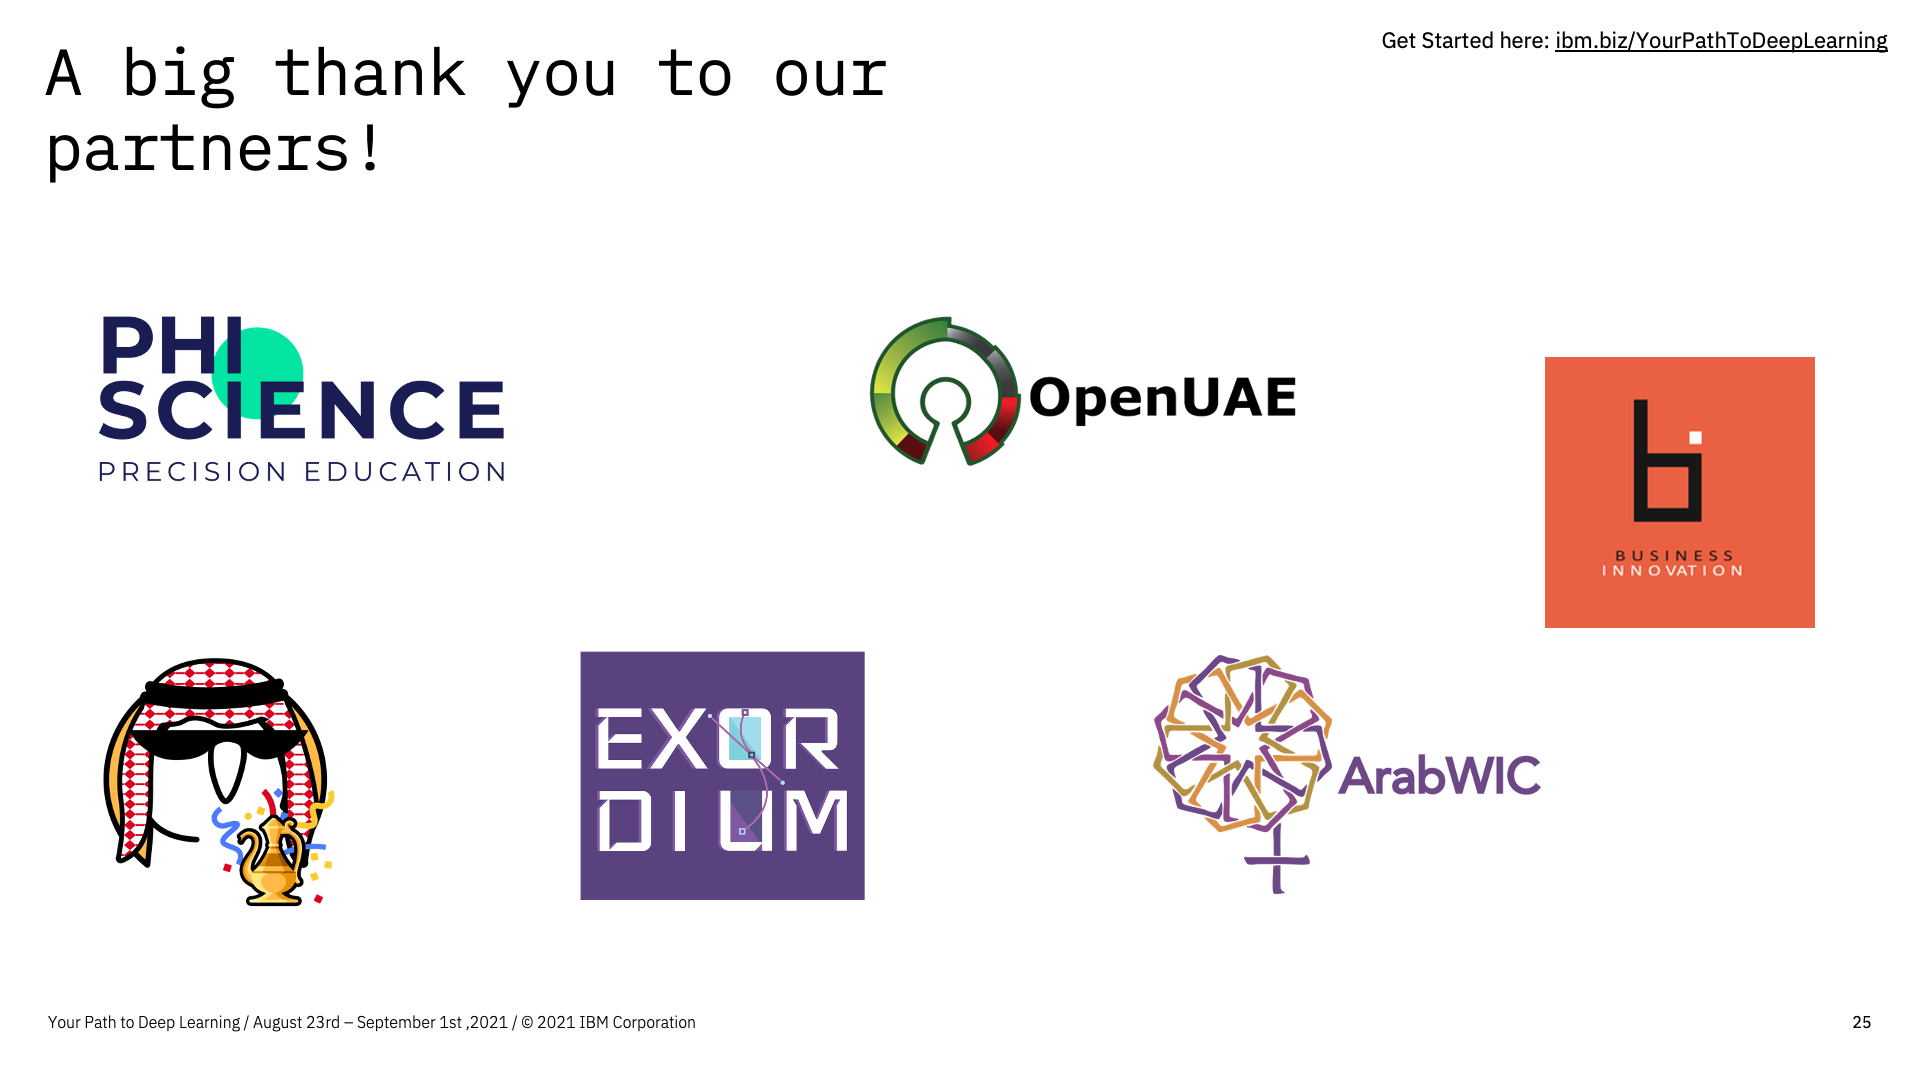 A big thank you to our
partners!
Get Started here: ibm.biz/YourPathToDeepLearning
PHI
SCIENCE
PRECISION EDUCATION
OpenUAE
BUSINESS
INNOVATION
EXOR
DIUM
ArabWIC
Your Path to Deep Learning / August 23rd – September 1st ,2021 / © 2021 IBM Corporation
25